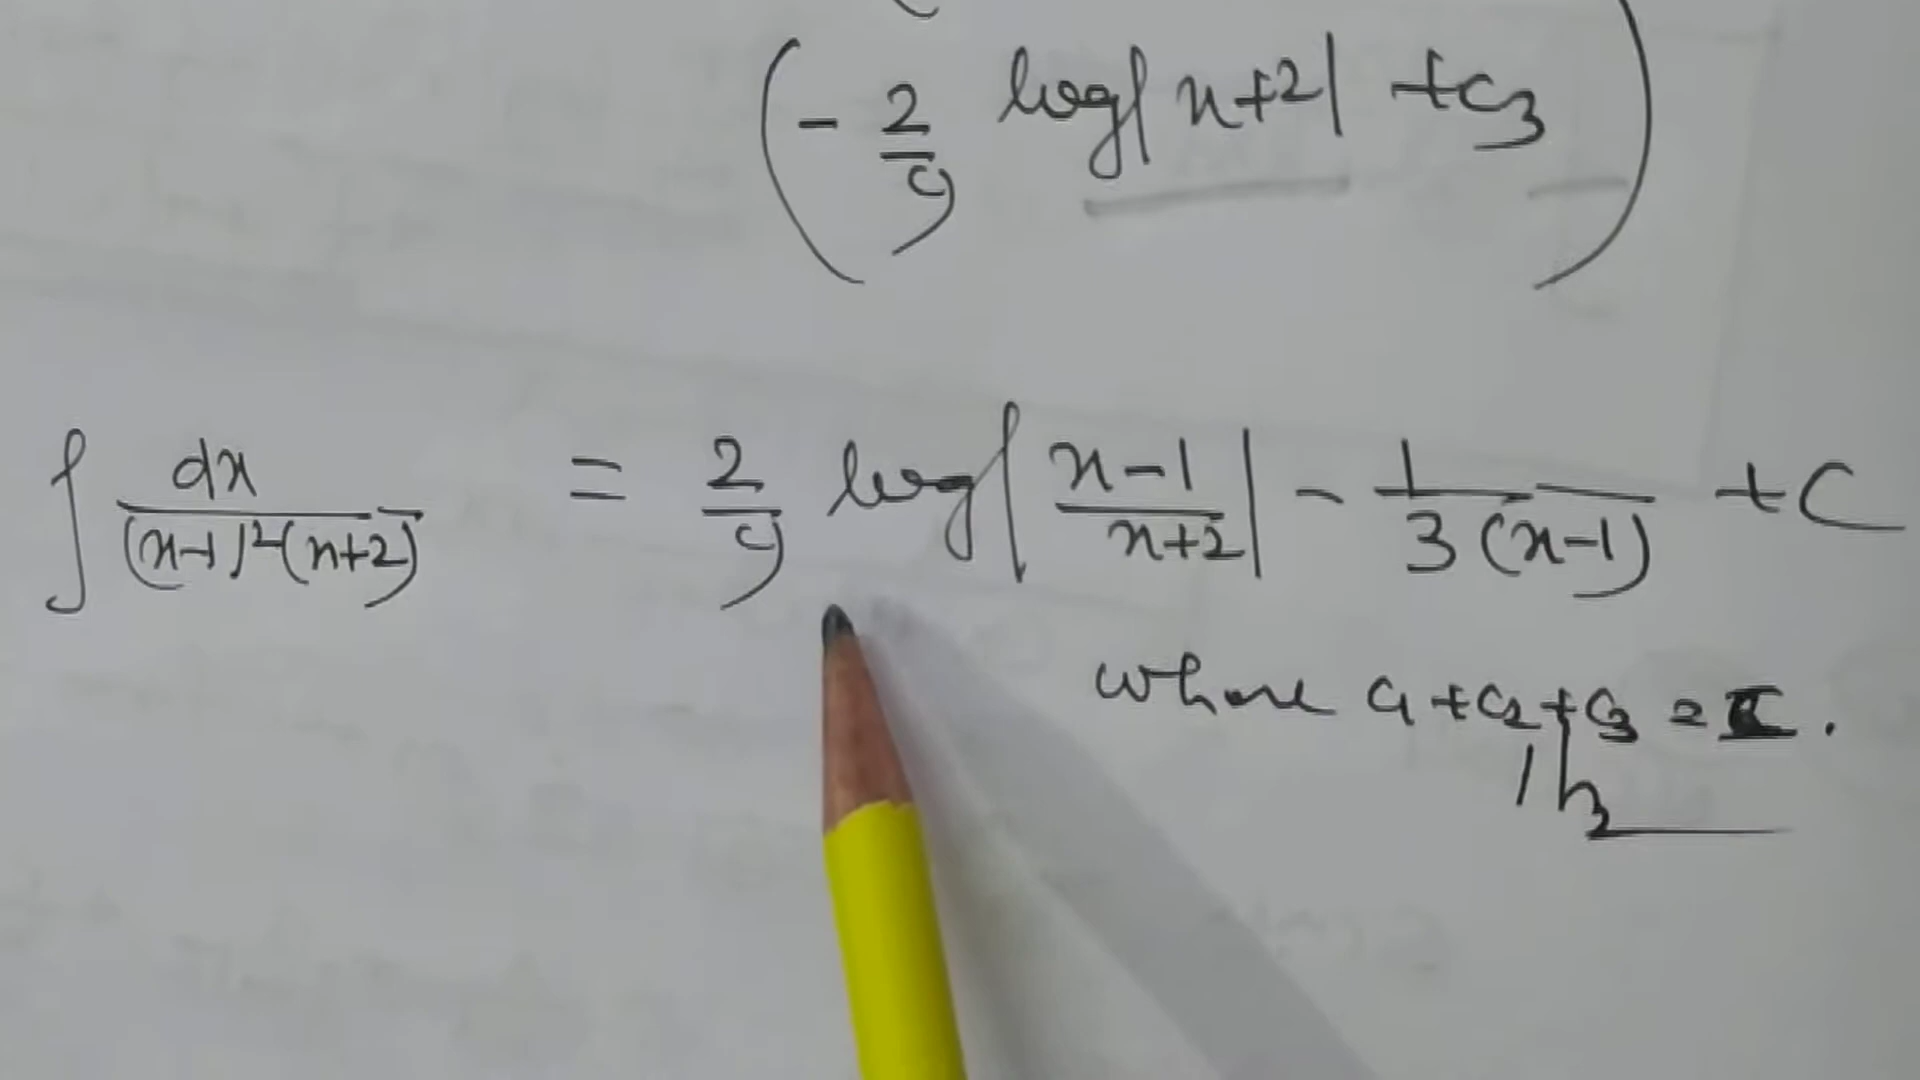 (- 2/9 log|x+2| + c₃)
∫ dx/((x-1)²(x+2)) = 2/9 log|(x-1)/(x+2)| - 1/(3(x-1)) + C
where c₁+c₂+c₃ = C.